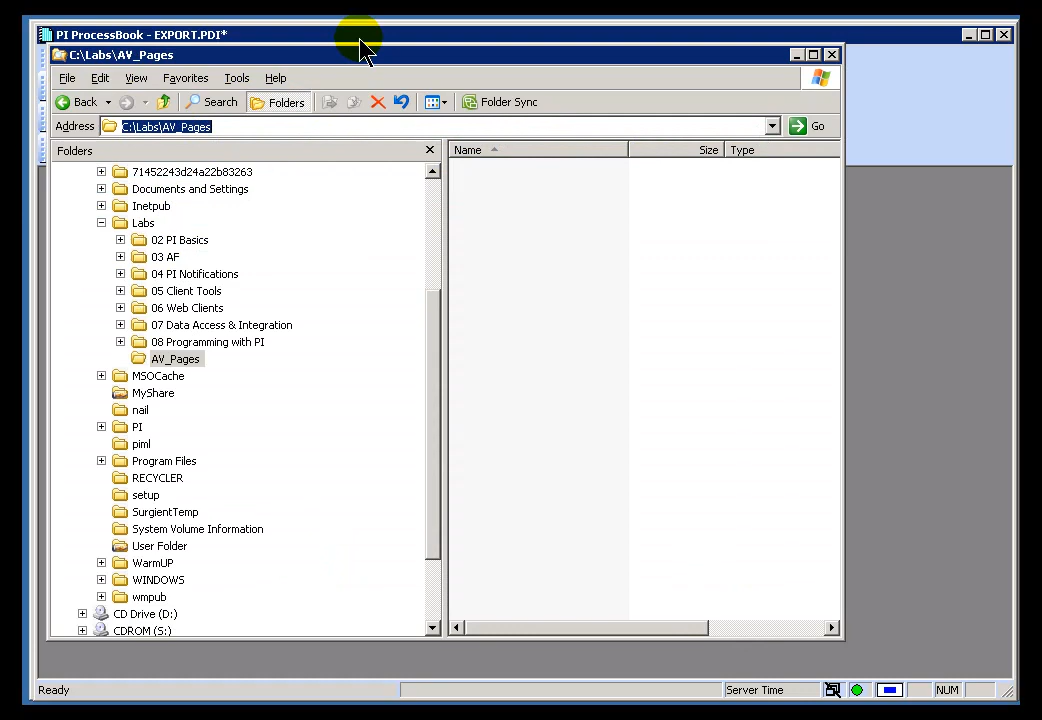 PI ProcessBook - EXPORT.PDI*
C:\Labs\AV_Pages
File Edit View Favorites Tools Help
Back Search Folders Folder Sync
Address C:\Labs\AV_Pages Go
Folders
Name Size Type
71452243d24a22b83263
Documents and Settings
Inetpub
Labs
02 PI Basics
03 AF
04 PI Notifications
05 Client Tools
06 Web Clients
07 Data Access & Integration
08 Programming with PI
AV_Pages
MSOCache
MyShare
nail
PI
piml
Program Files
RECYCLER
setup
SurgientTemp
System Volume Information
User Folder
WarmUP
WINDOWS
wmpub
CD Drive (D:)
CDROM (S:)
Ready Server Time NUM